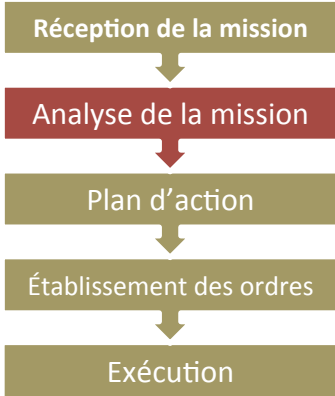 Réception de la mission
Analyse de la mission
Plan d’action
Établissement des ordres
Exécution